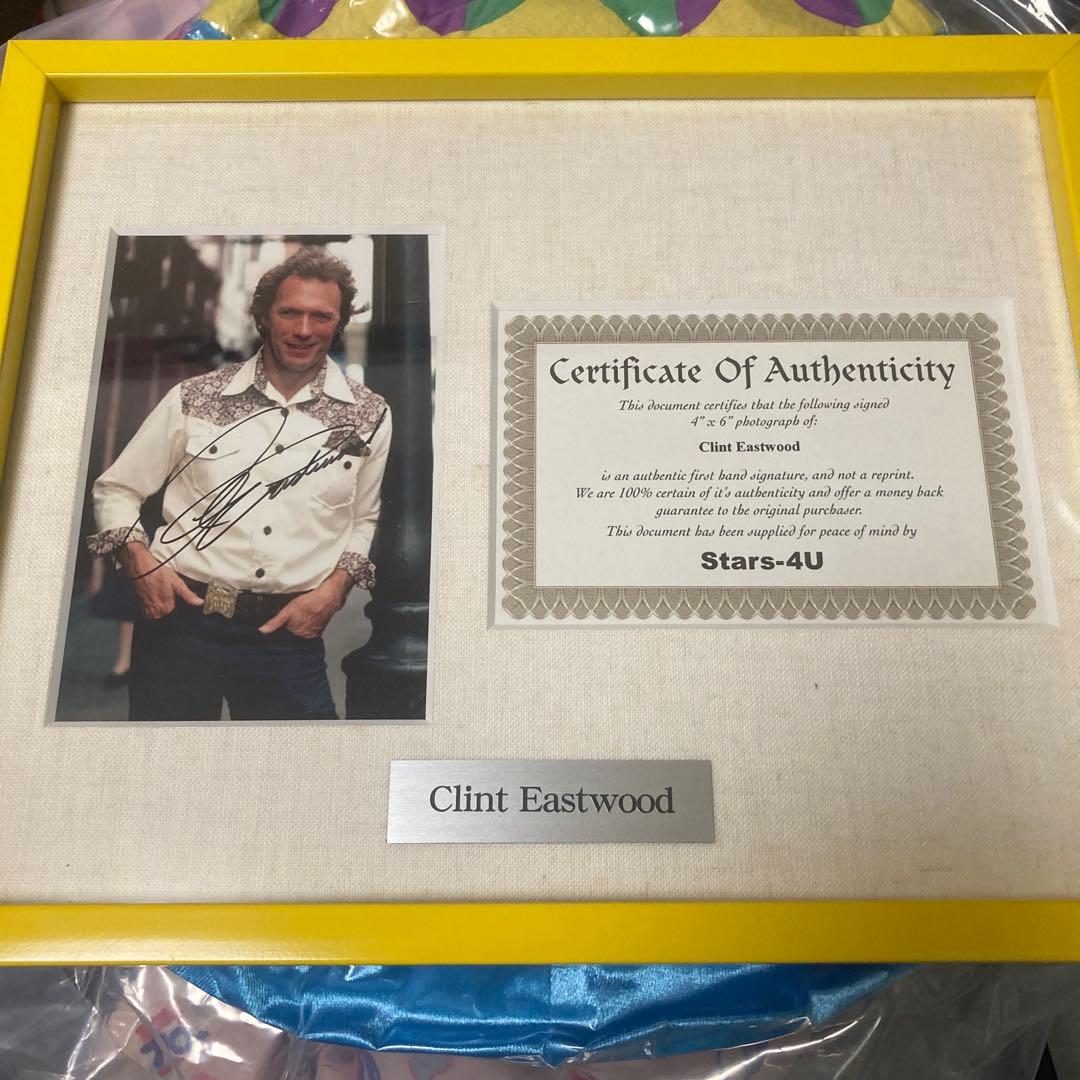 Certificate Of Authenticity
This document certifies that the following signed
4" x 6" photograph of:
Clint Eastwood
is an authentic first hand signature, and not a reprint.
We are 100% certain of it's authenticity and offer a money back
guarantee to the original purchaser.
This document has been supplied for peace of mind by
Stars-4U
Clint Eastwood